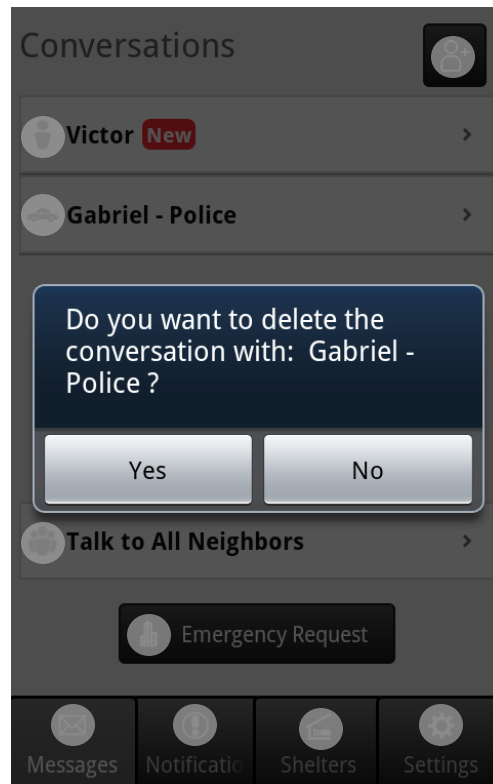 Conversations
Victor New
Gabriel - Police
Do you want to delete the
conversation with: Gabriel -
Police ?
Yes No
Talk to All Neighbors
Emergency Request
Messages Notificatio Shelters Settings